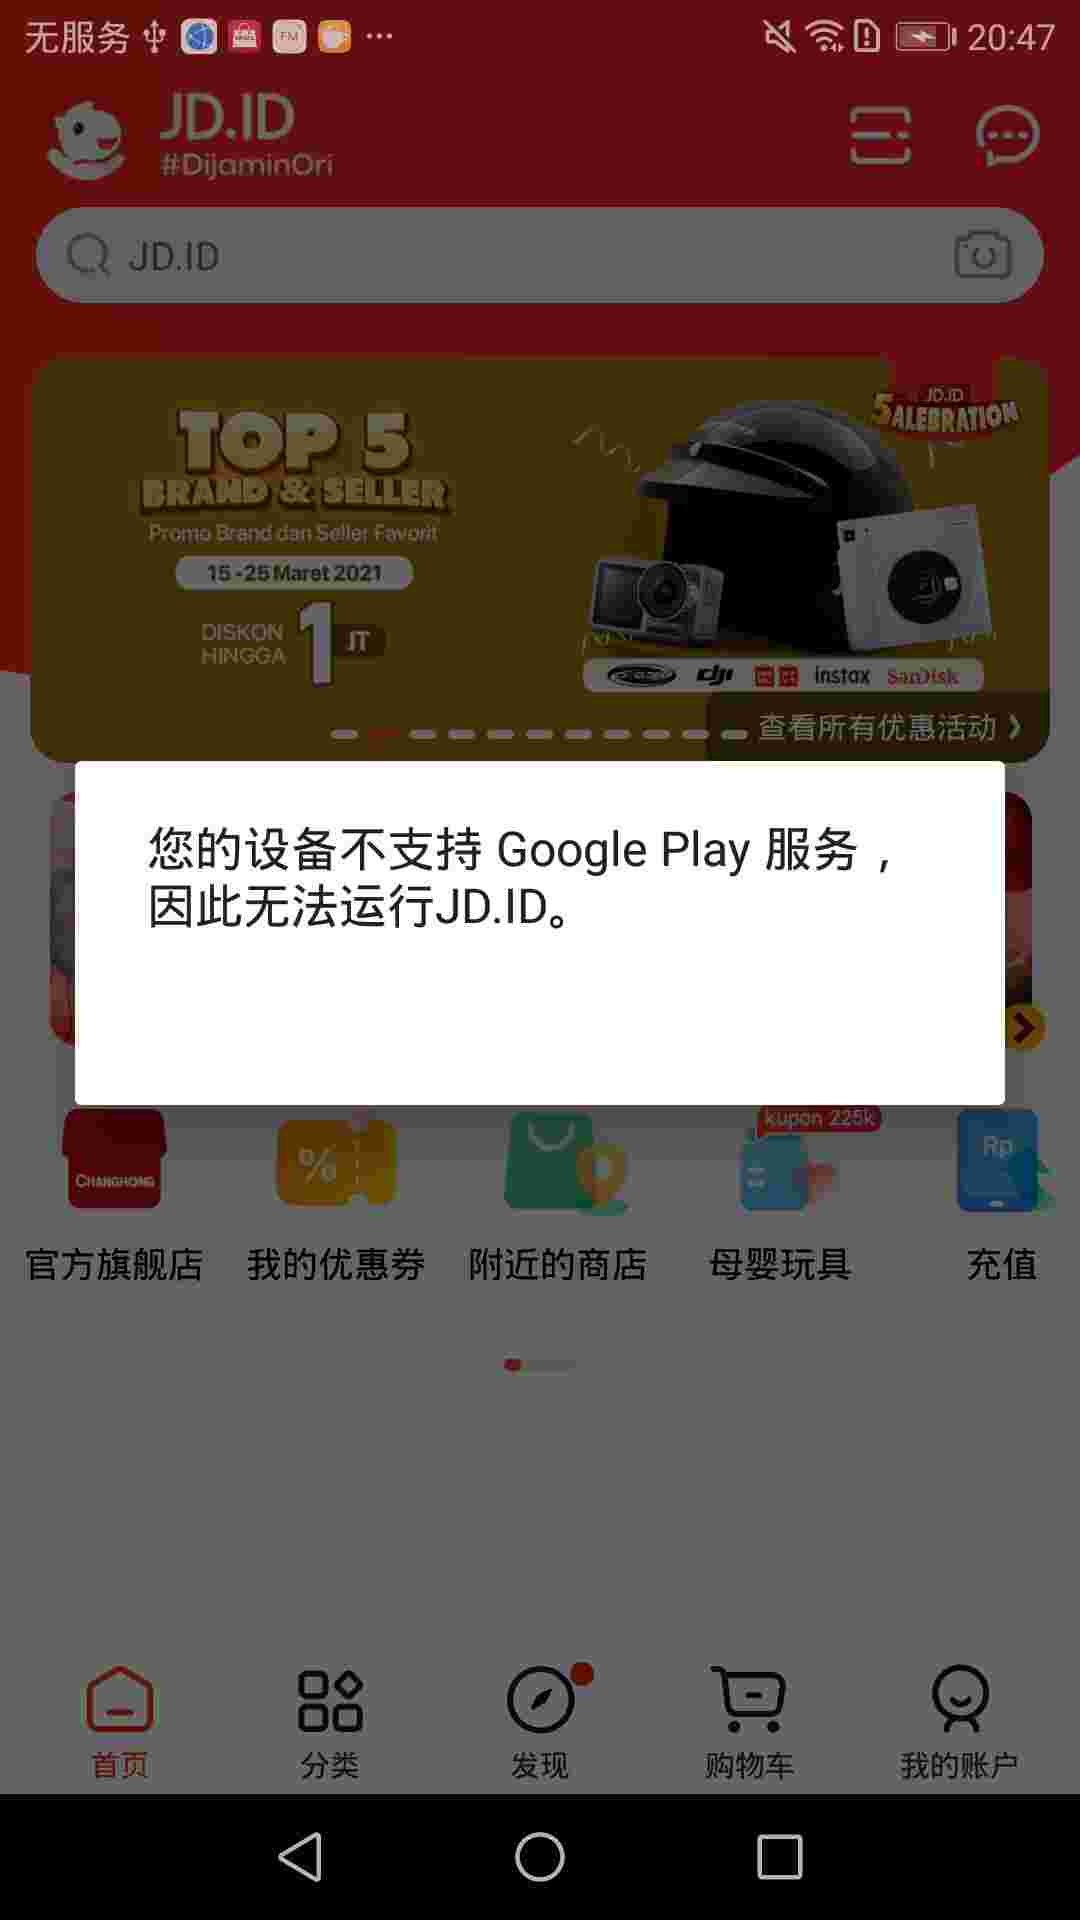 无服务
FM
20:47
JD.ID
#DijaminOri
JD.ID
JD.ID
5ALEBRATION
TOP 5
BRAND & SELLER
Promo Brand dan Seller Favorit
15 - 25 Maret 2021
DISKON
HINGGA
1 JT
dji
instax
SanDisk
查看所有优惠活动
您的设备不支持 Google Play 服务，
因此无法运行JD.ID。
CHANGHONG
%
kupon 225k
Rp
官方旗舰店
我的优惠券
附近的商店
母婴玩具
充值
首页
分类
发现
购物车
我的账户